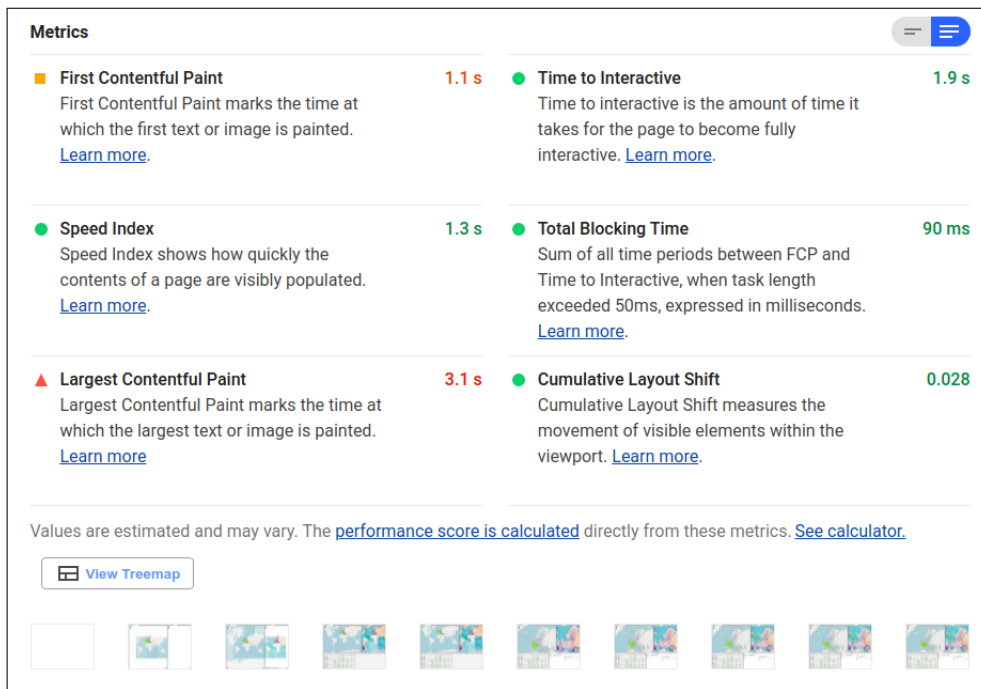 Metrics
First Contentful Paint 1.1 s
First Contentful Paint marks the time at
which the first text or image is painted.
Learn more.
Time to Interactive 1.9 s
Time to interactive is the amount of time it
takes for the page to become fully
interactive. Learn more.
Speed Index 1.3 s
Speed Index shows how quickly the
contents of a page are visibly populated.
Learn more.
Total Blocking Time 90 ms
Sum of all time periods between FCP and
Time to Interactive, when task length
exceeded 50ms, expressed in milliseconds.
Learn more.
Largest Contentful Paint 3.1 s
Largest Contentful Paint marks the time at
which the largest text or image is painted.
Learn more
Cumulative Layout Shift 0.028
Cumulative Layout Shift measures the
movement of visible elements within the
viewport. Learn more.
Values are estimated and may vary. The performance score is calculated directly from these metrics. See calculator.
View Treemap